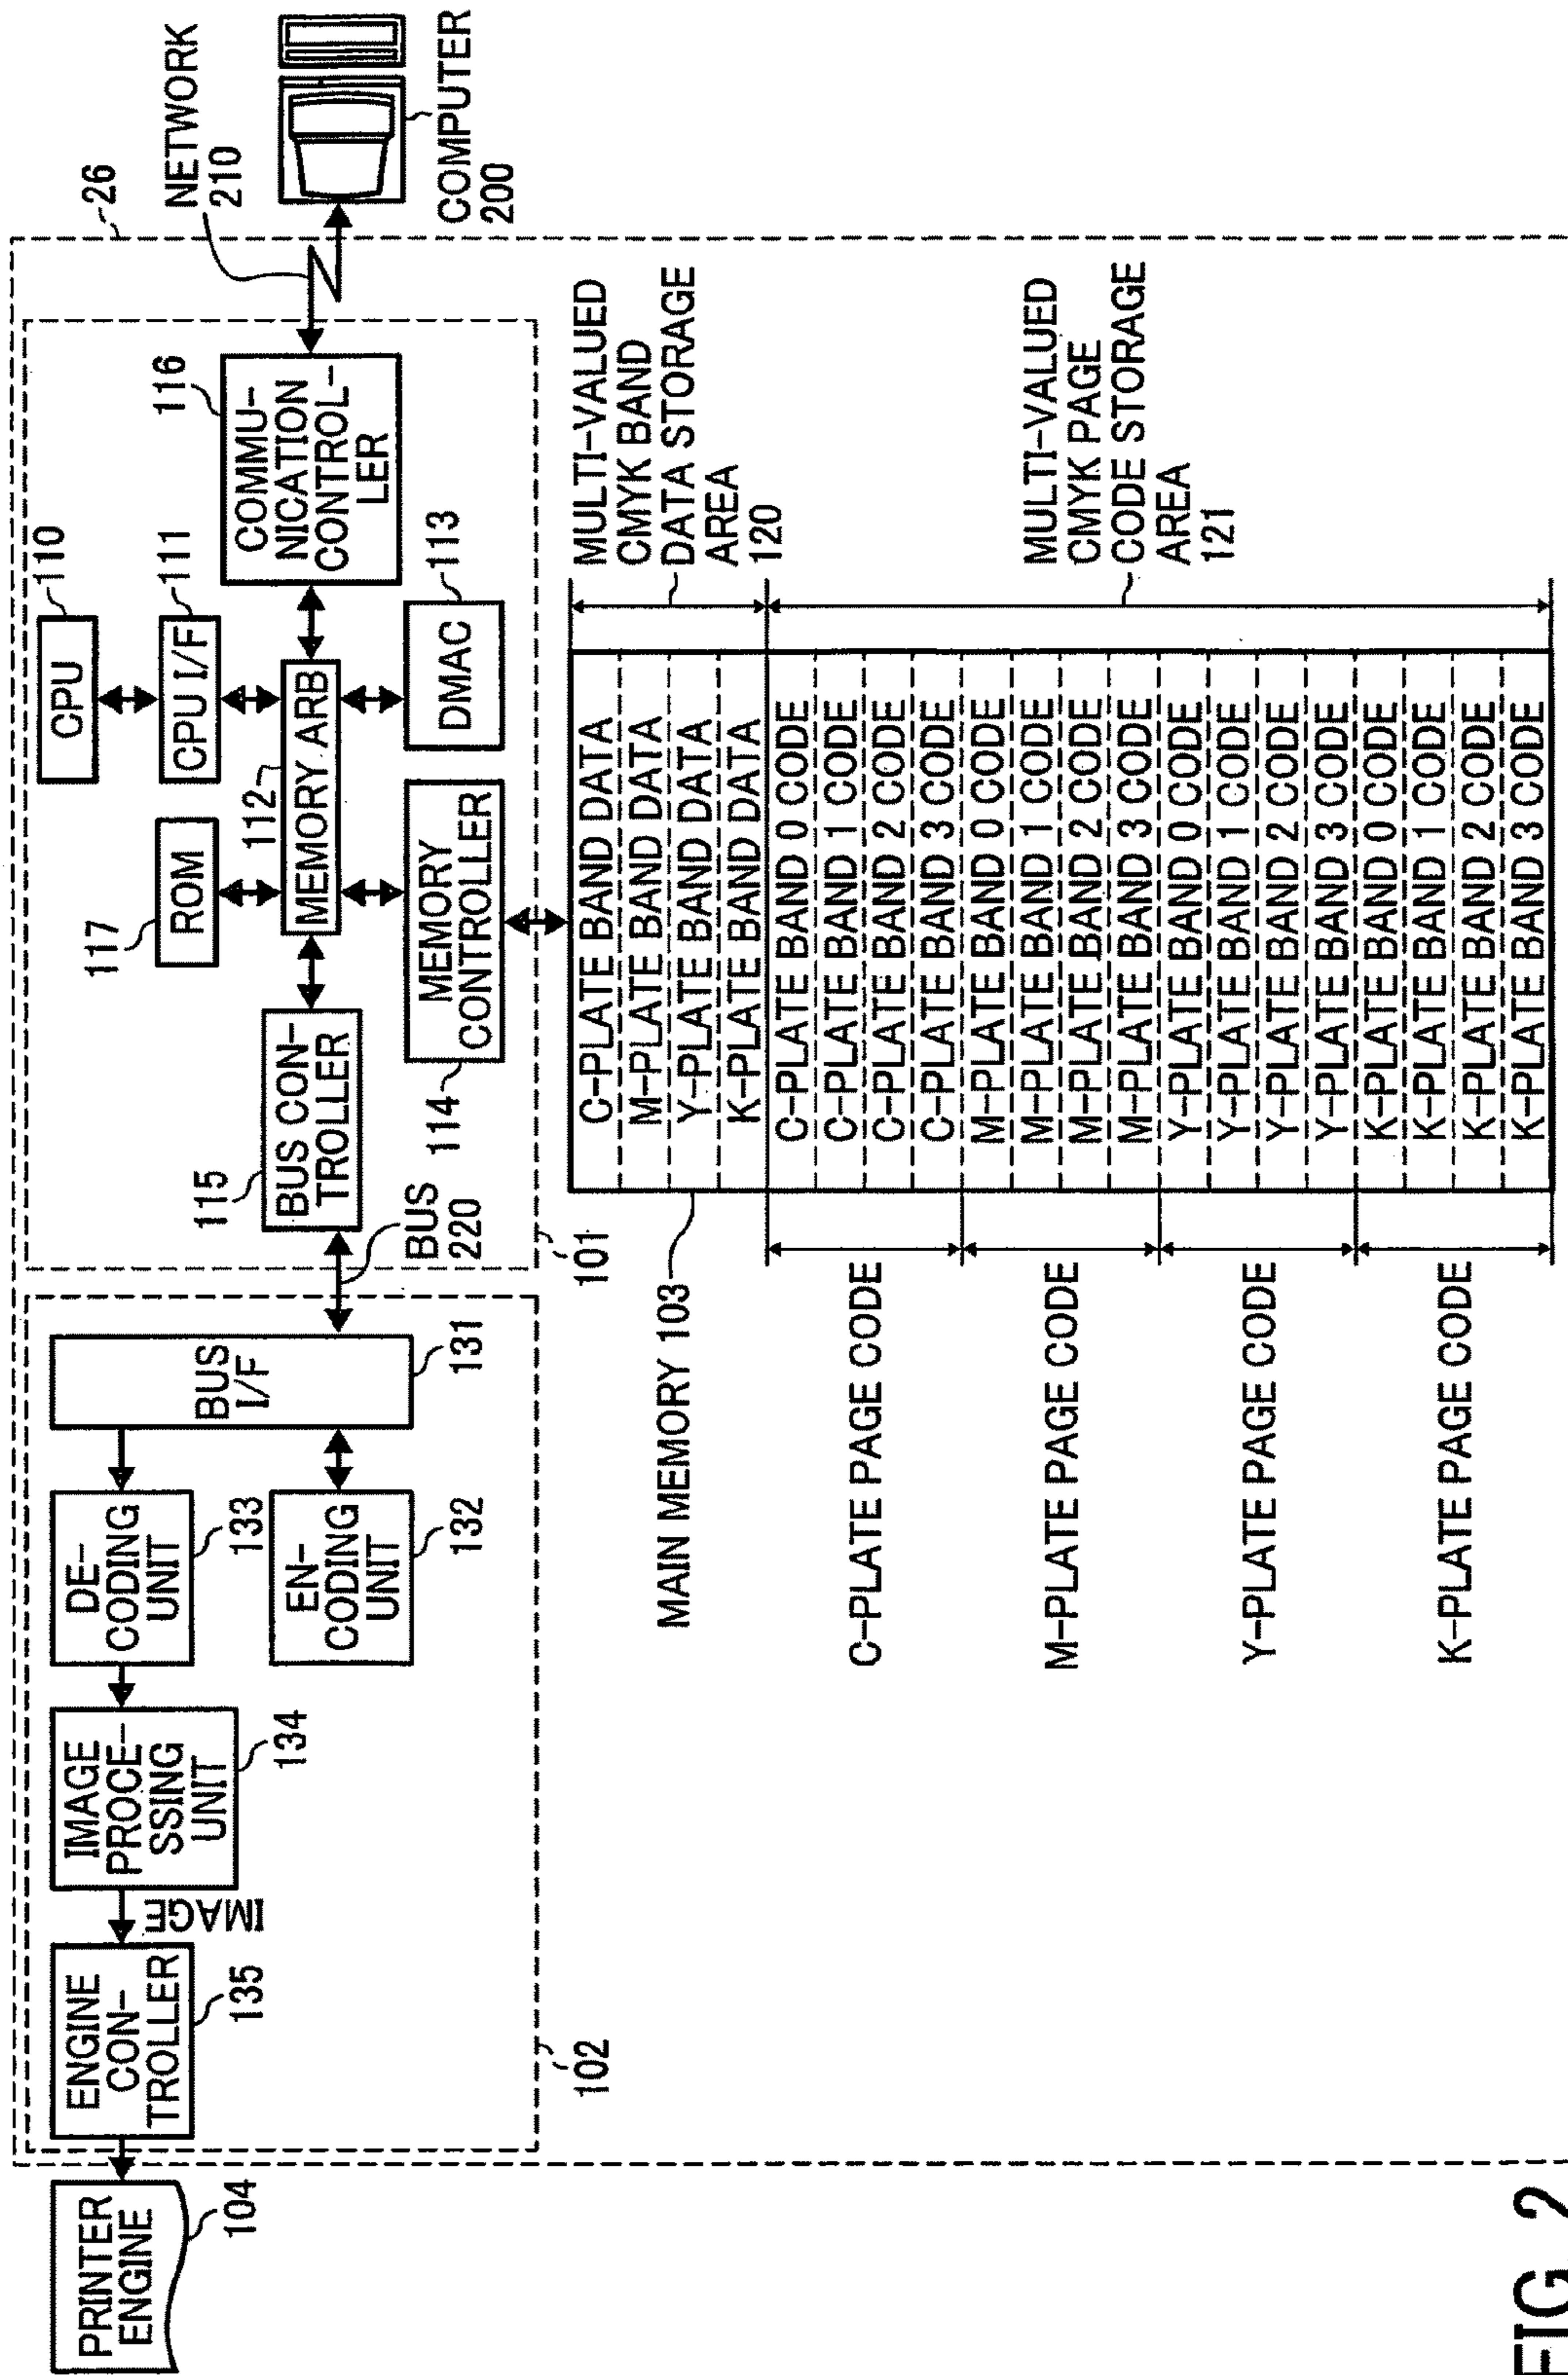 PRINTER
ENGINE
104
ENGINE
CON-
TROLLER
135
IMAGE
IMAGE
PROCE-
SSING
UNIT
134
DE-
CODING
UNIT
133
EN-
CODING
UNIT
132
BUS
I/F
131
102
BUS
220
101
BUS CON-
TROLLER
115
ROM
117
CPU
110
CPU I/F
111
MEMORY ARB
112
MEMORY
CONTROLLER
114
DMAC
113
COMMU-
NICATION
CONTROL-
LER
116
26
NETWORK
210
COMPUTER
200
MAIN MEMORY 103
C-PLATE BAND DATA
M-PLATE BAND DATA
Y-PLATE BAND DATA
K-PLATE BAND DATA
C-PLATE BAND 0 CODE
C-PLATE BAND 1 CODE
C-PLATE BAND 2 CODE
C-PLATE BAND 3 CODE
M-PLATE BAND 0 CODE
M-PLATE BAND 1 CODE
M-PLATE BAND 2 CODE
M-PLATE BAND 3 CODE
Y-PLATE BAND 0 CODE
Y-PLATE BAND 1 CODE
Y-PLATE BAND 2 CODE
Y-PLATE BAND 3 CODE
K-PLATE BAND 0 CODE
K-PLATE BAND 1 CODE
K-PLATE BAND 2 CODE
K-PLATE BAND 3 CODE
C-PLATE PAGE CODE
M-PLATE PAGE CODE
Y-PLATE PAGE CODE
K-PLATE PAGE CODE
MULTI-VALUED
CMYK BAND
DATA STORAGE
AREA
120
MULTI-VALUED
CMYK PAGE
CODE STORAGE
AREA
121
FIG. 2